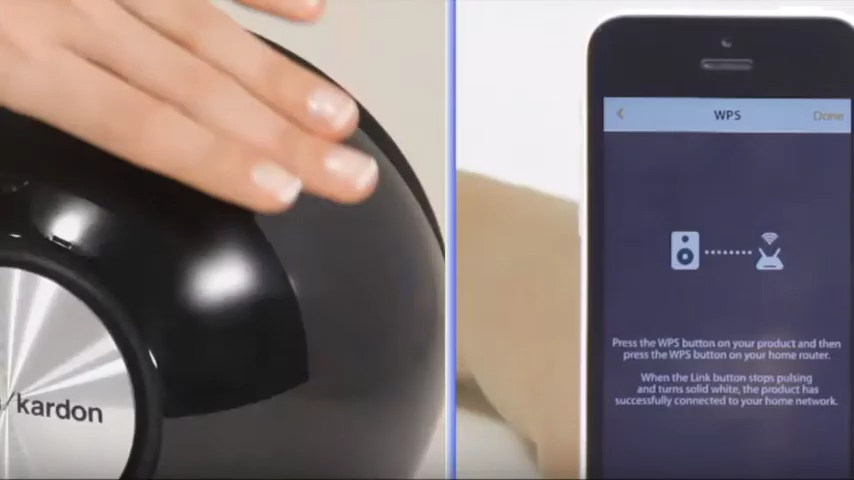 /kardon
WPS
Done
Press the WPS button on your product and then
press the WPS button on your home router.
When the Link button stops pulsing
and turns solid white, the product has
successfully connected to your home network.